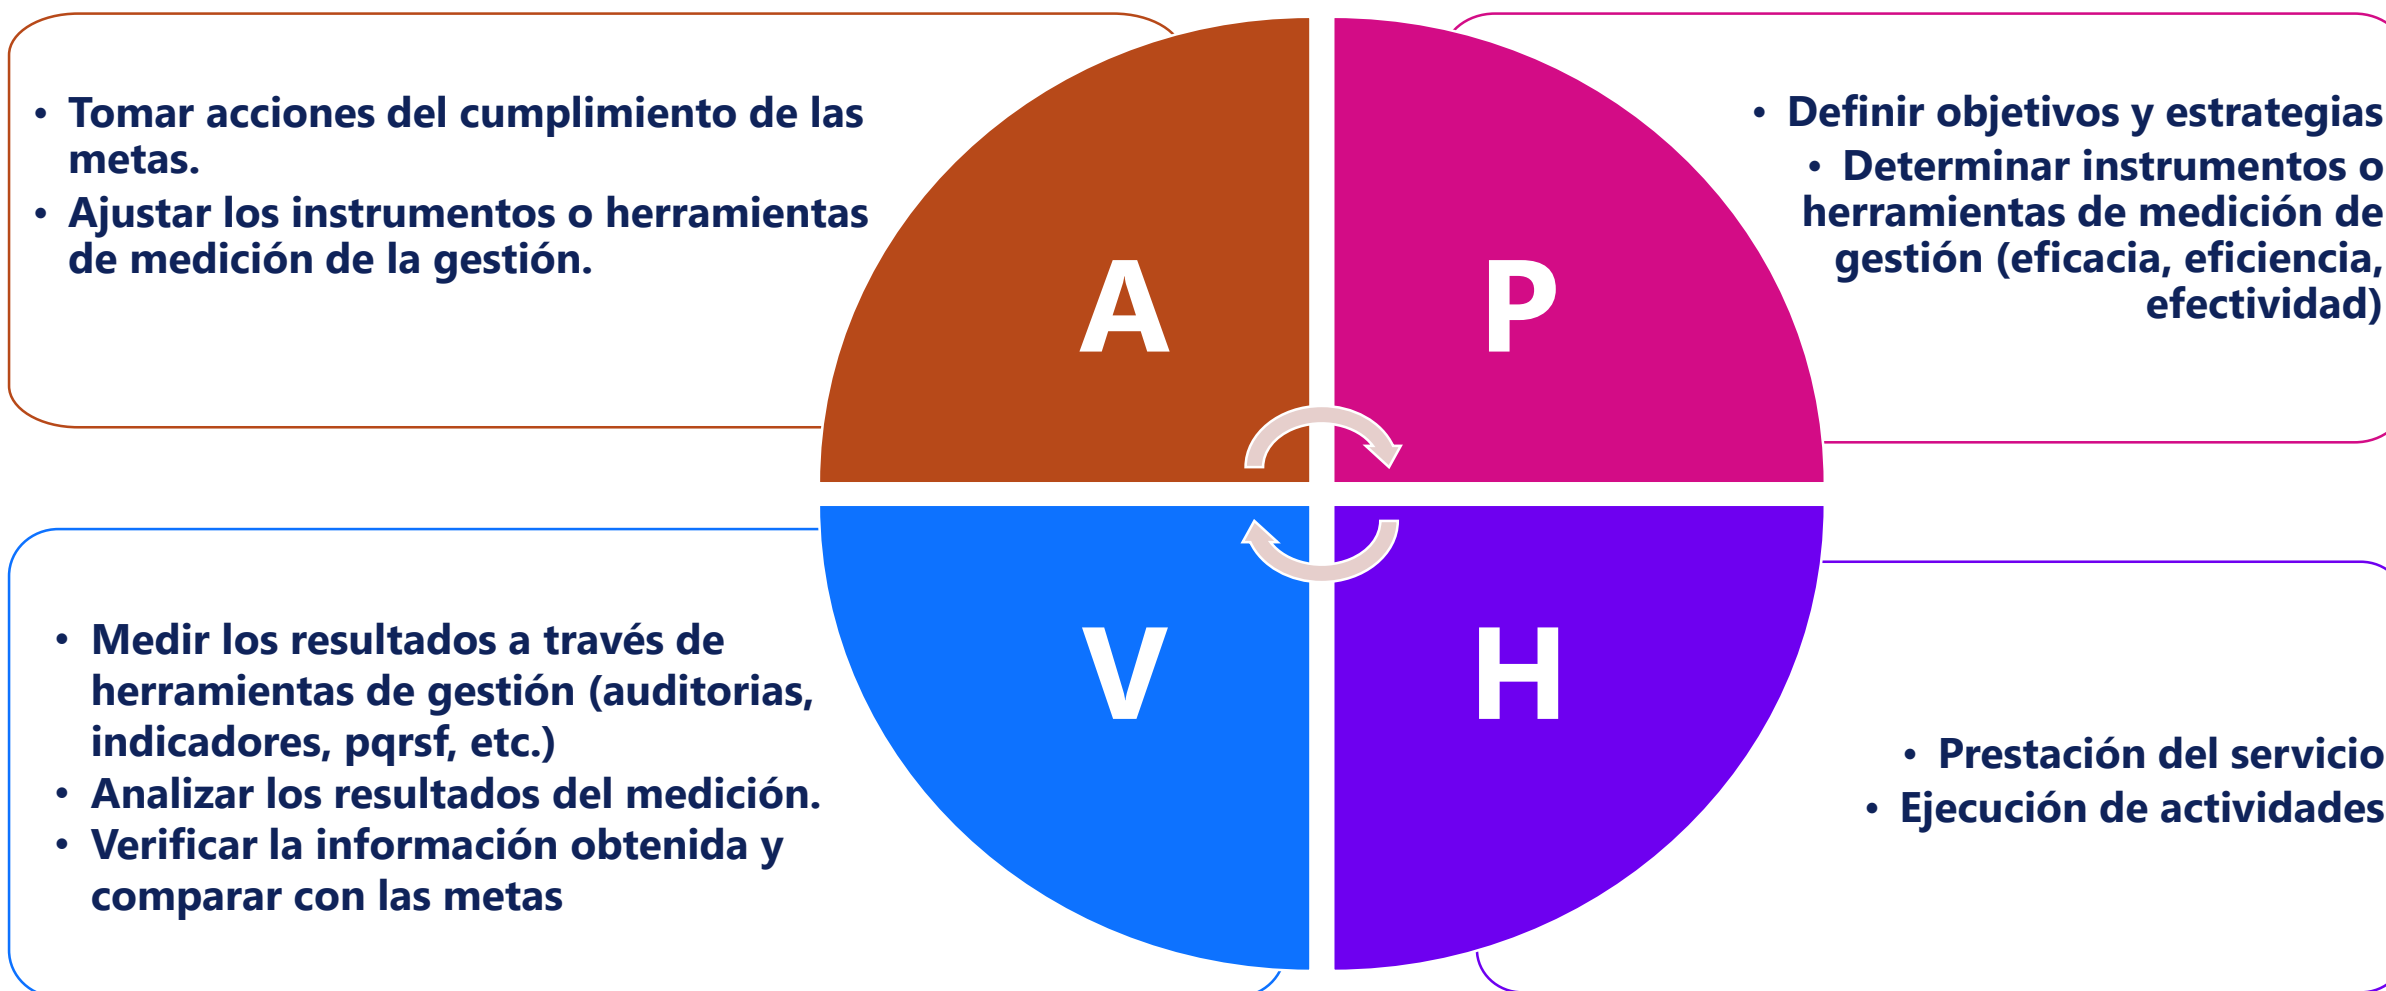 • Tomar acciones del cumplimiento de las
metas.
• Ajustar los instrumentos o herramientas
de medición de la gestión.
A
P
• Definir objetivos y estrategias
• Determinar instrumentos o
herramientas de medición de
gestión (eficacia, eficiencia,
efectividad)
• Medir los resultados a través de
herramientas de gestión (auditorias,
indicadores, pqrsf, etc.)
• Analizar los resultados del medición.
• Verificar la información obtenida y
comparar con las metas
V
H
• Prestación del servicio
• Ejecución de actividades